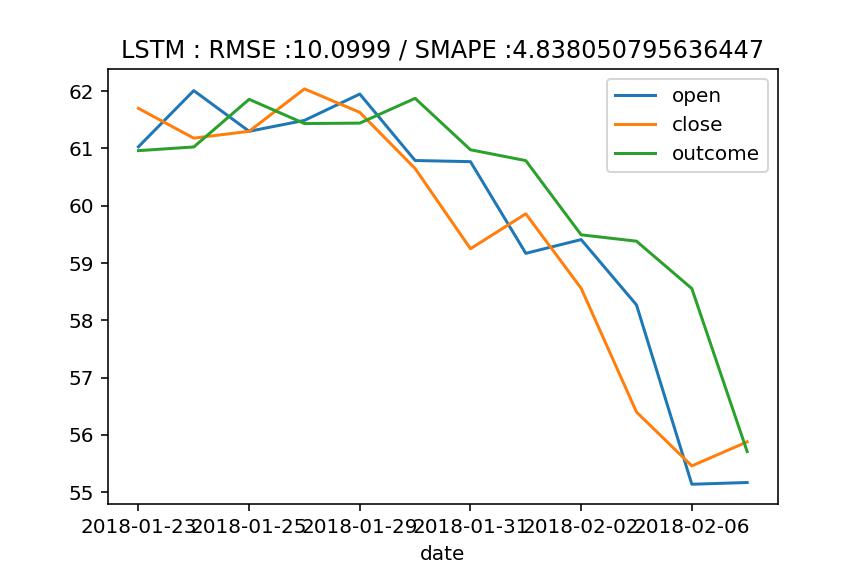 LSTM : RMSE :10.0999 / SMAPE :4.838050795636447
open
close
outcome
62
61
60
59
58
57
56
55
2018-01-23 2018-01-25 2018-01-29 2018-01-31 2018-02-02 2018-02-06
date